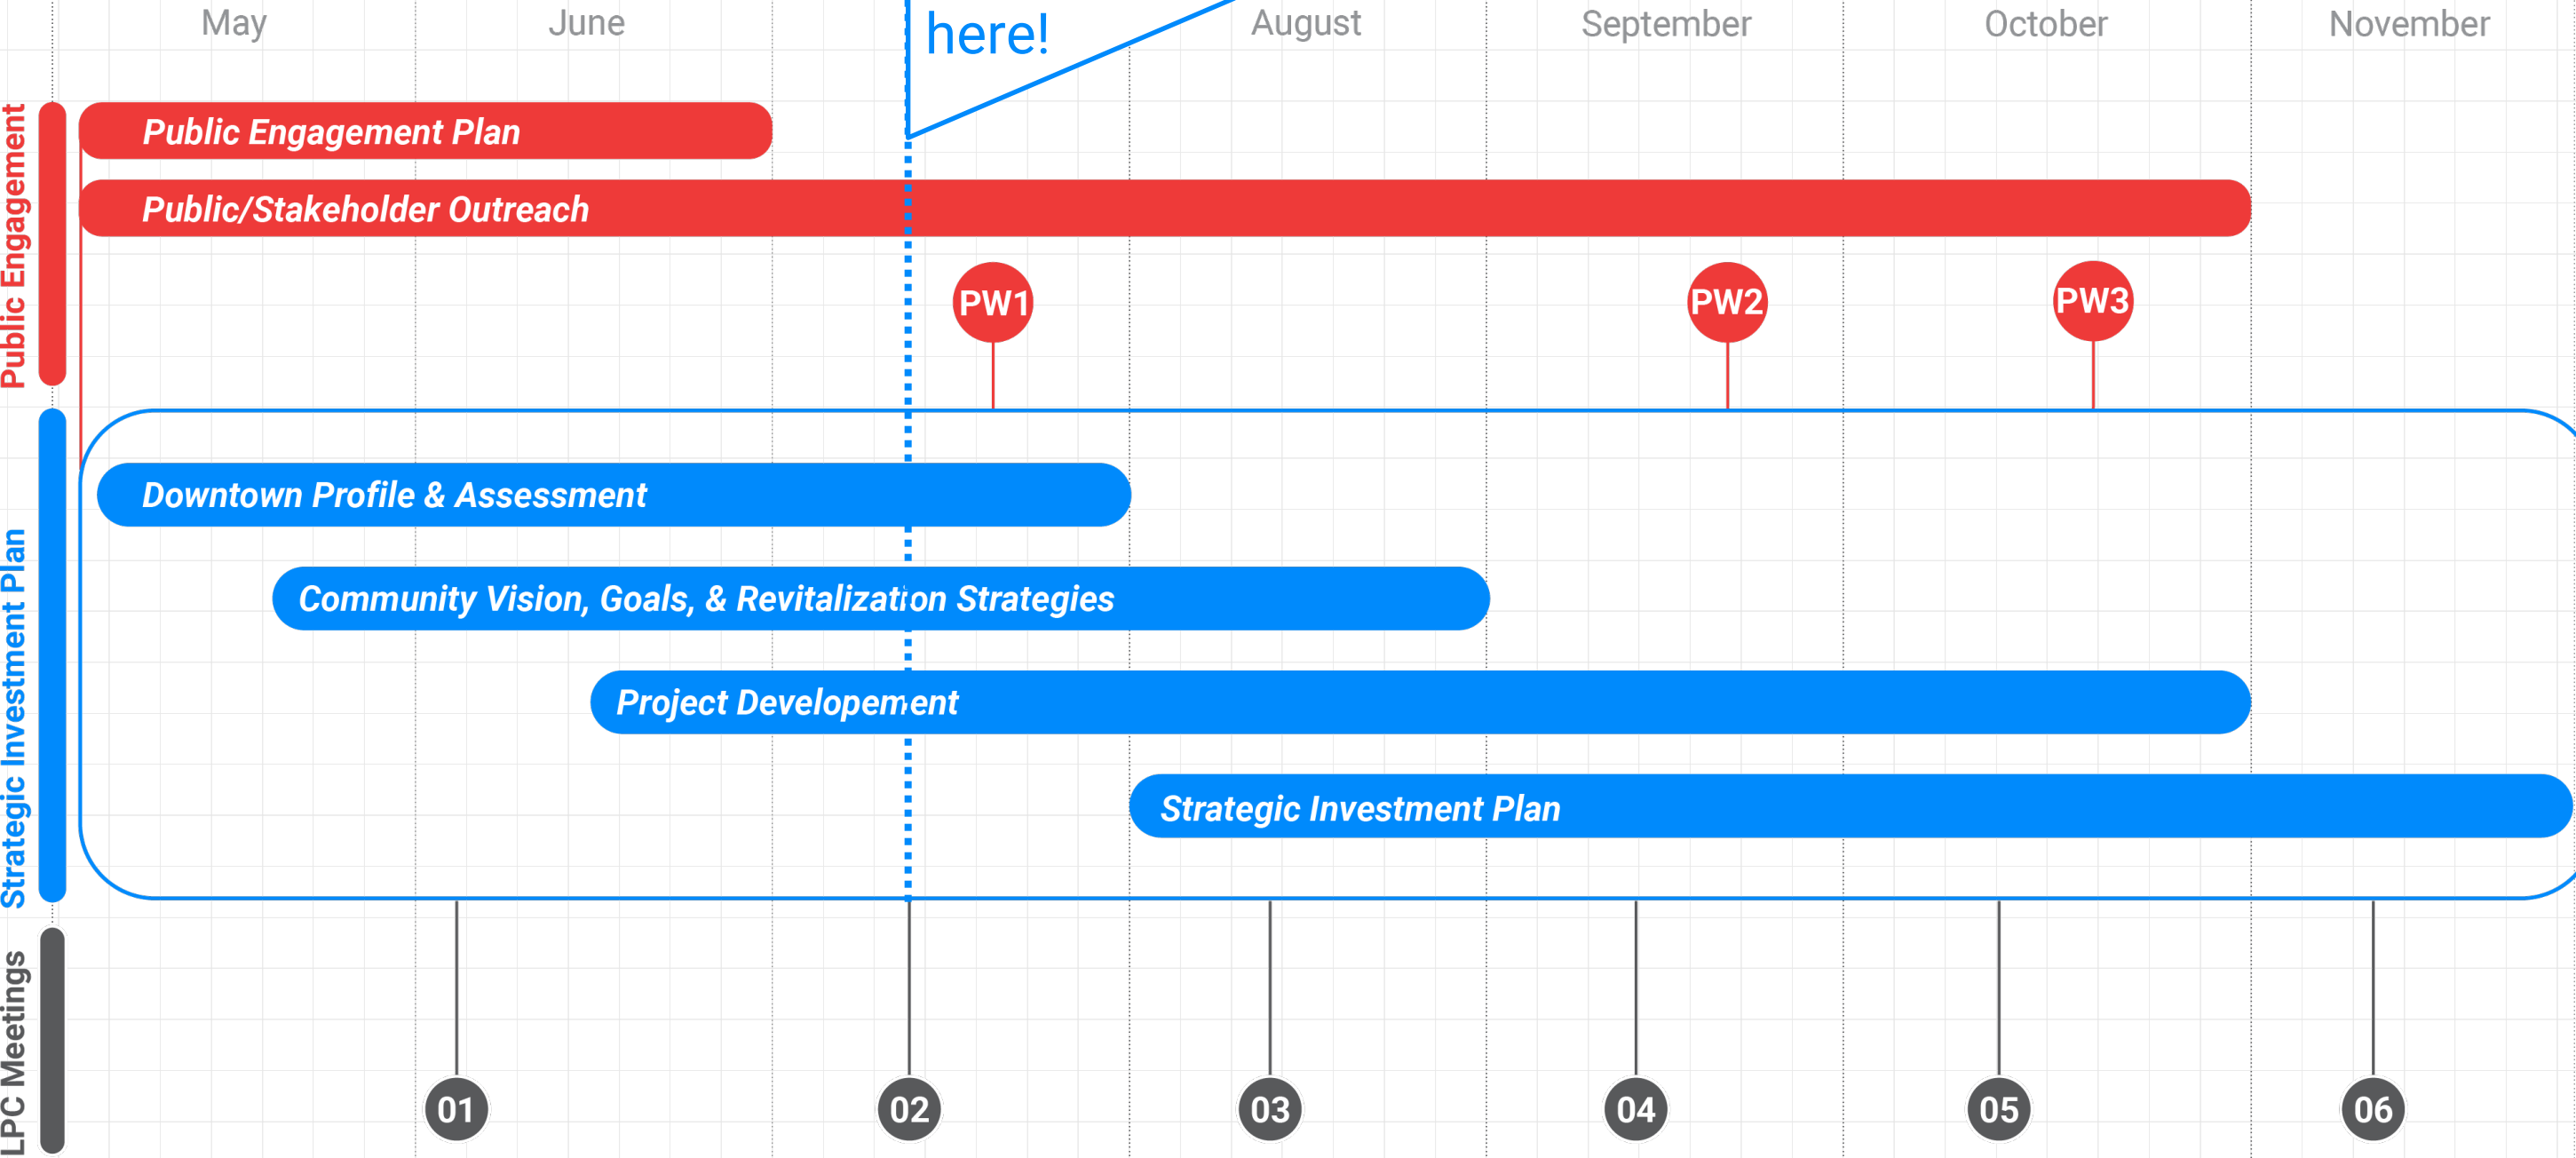 May
June
here!
August
September
October
November
Public Engagement
Public Engagement Plan
Public/Stakeholder Outreach
PW1
PW2
PW3
Strategic Investment Plan
Downtown Profile & Assessment
Community Vision, Goals, & Revitalization Strategies
Project Developement
Strategic Investment Plan
LPC Meetings
01
02
03
04
05
06